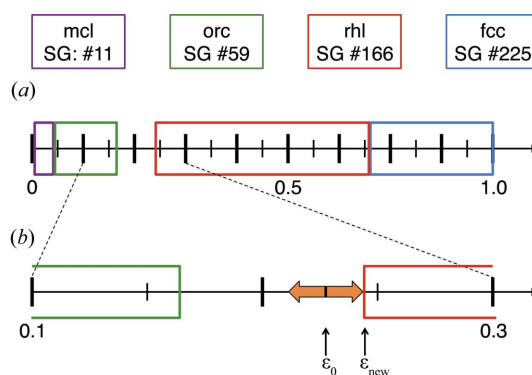 mcl
SG: #11
orc
SG #59
rhl
SG #166
fcc
SG #225
(a)
0
0.5
1.0
(b)
0.1
0.3
ε0
εnew